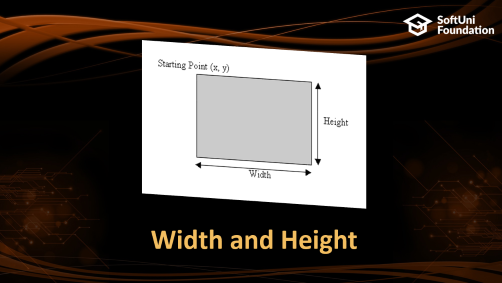 SoftUni
Foundation
Starting Point (x, y)
Height
Width
Width and Height